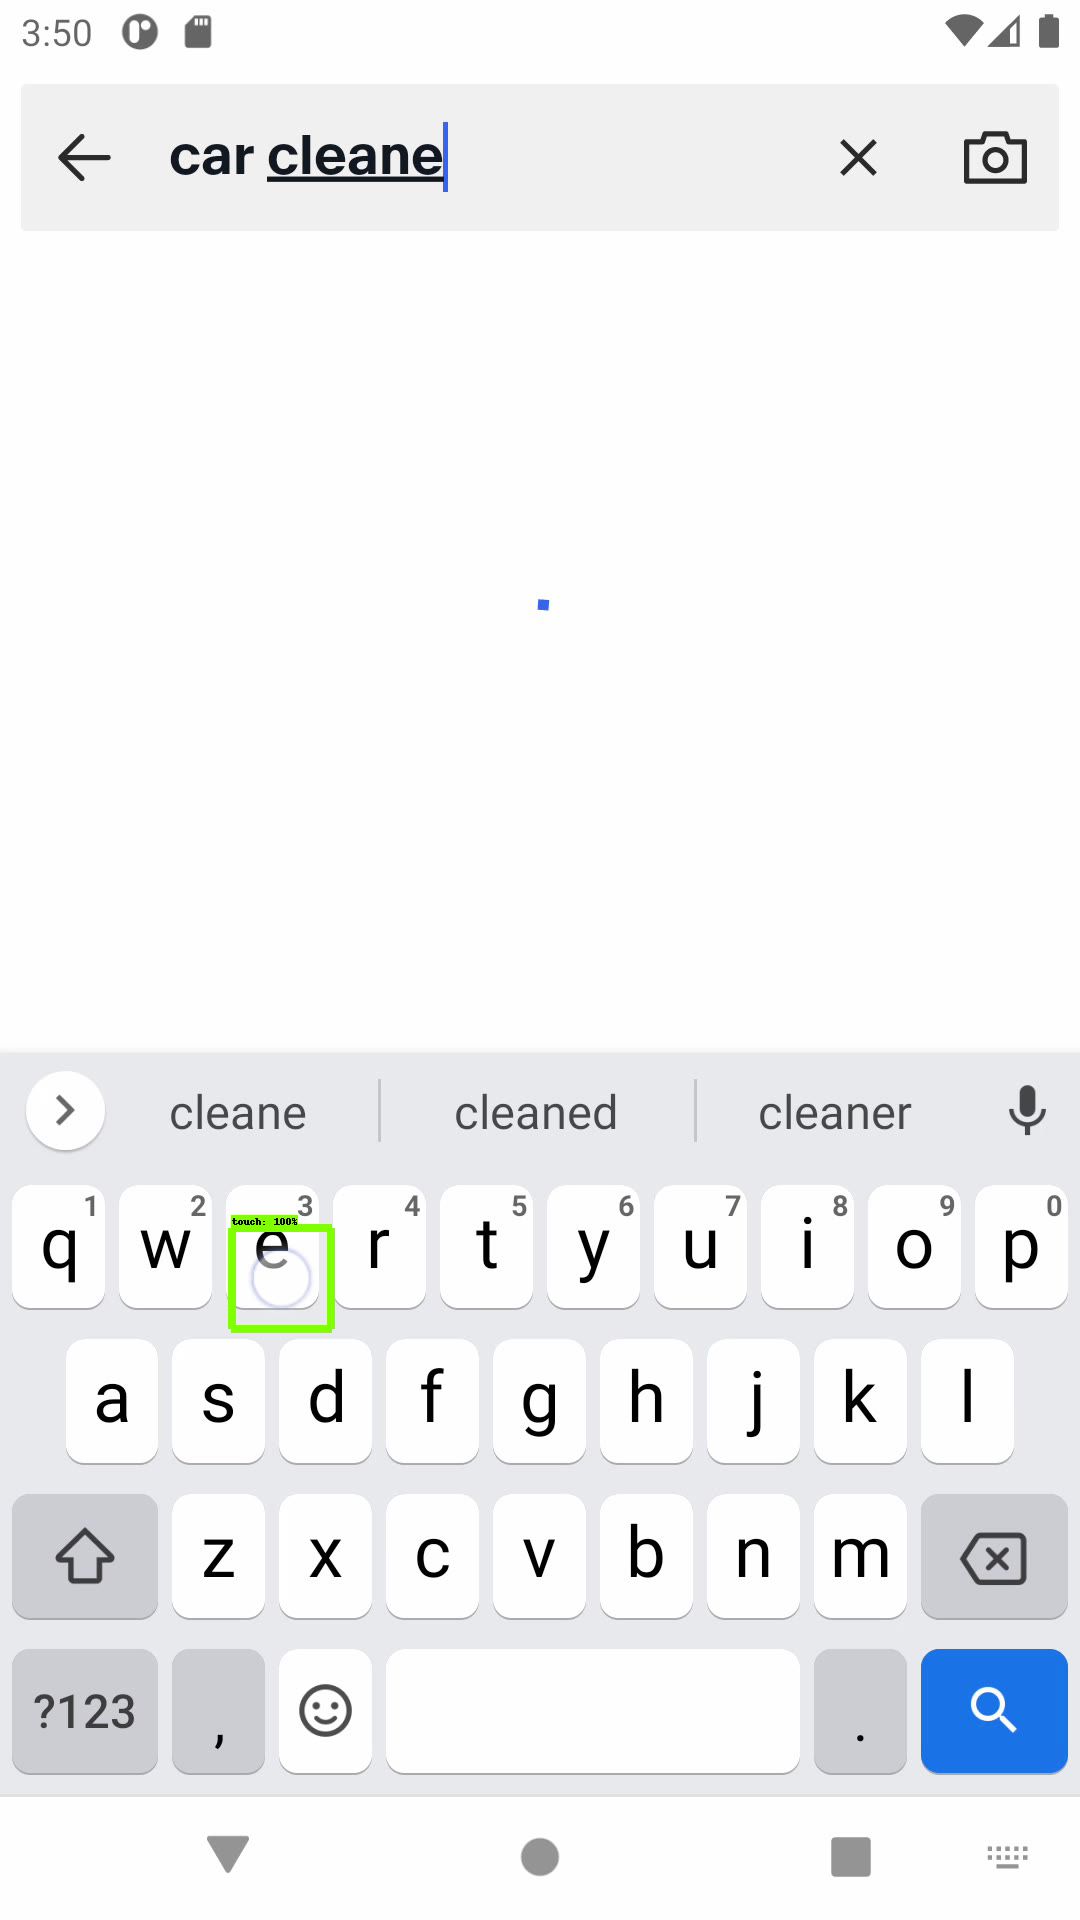 3:50
car cleane
cleane cleaned cleaner
1 2 3 4 5 6 7 8 9 0
touch: 100%
q w e r t y u i o p
a s d f g h j k l
z x c v b n m
?123 , .